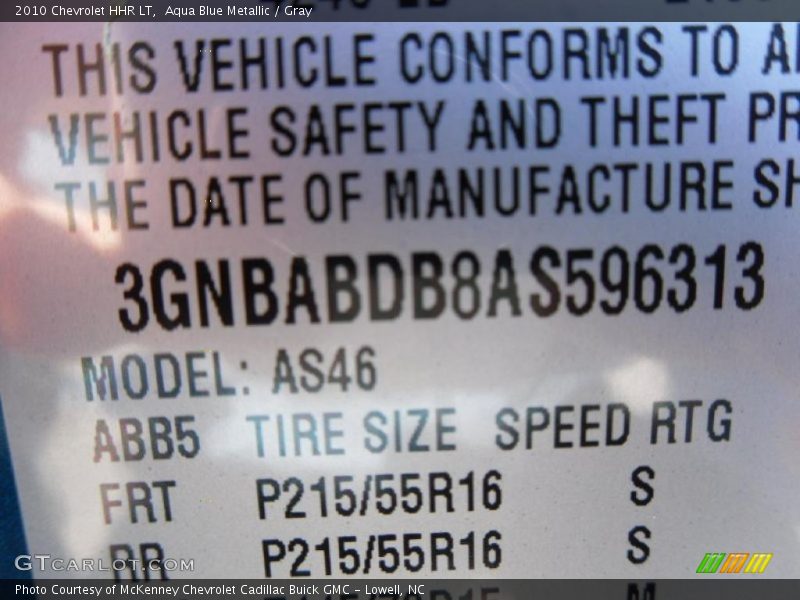 2010 Chevrolet HHR LT, Aqua Blue Metallic / Gray
THIS VEHICLE CONFORMS TO
VEHICLE SAFETY AND THEFT PR
THE DATE OF MANUFACTURE SH
3GNBABDB8AS596313
MODEL: AS46
ABB5 TIRE SIZE SPEED RTG
FRT P215/55R16 S
RR P215/55R16 S
GTCarlot.com
Photo Courtesy of McKenney Chevrolet Cadillac Buick GMC - Lowell, NC